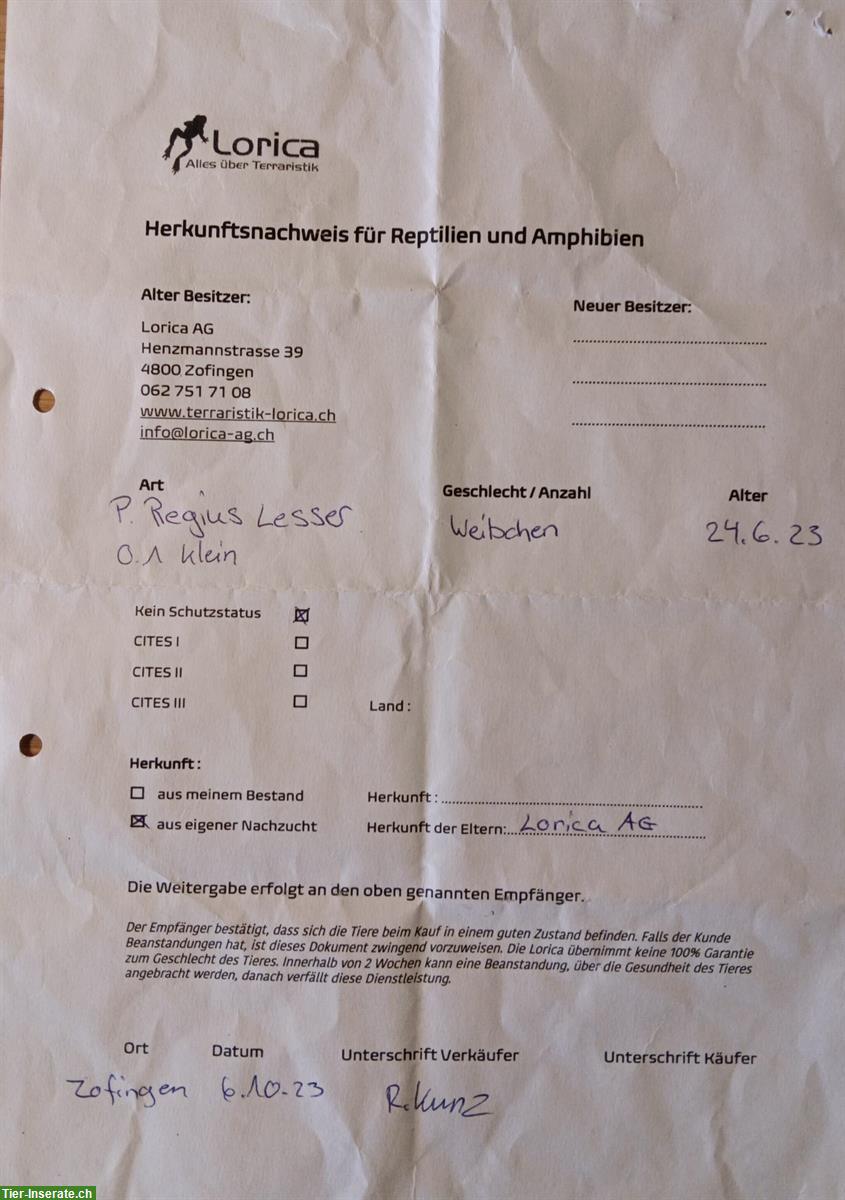 Lorica
Alles über Terraristik
Herkunftsnachweis für Reptilien und Amphibien
Alter Besitzer:
Lorica AG
Henzmannstrasse 39
4800 Zofingen
062 751 71 08
www.terraristik-lorica.ch
info@lorica-ag.ch
Neuer Besitzer:
Art
P. Regius Lesser
0.1 Klein
Geschlecht / Anzahl
Weibchen
Alter
24.6.23
Kein Schutzstatus
CITES I
CITES II
CITES III
Land :
Herkunft :
aus meinem Bestand
Herkunft :
aus eigener Nachzucht
Herkunft der Eltern: Lorica AG
Die Weitergabe erfolgt an den oben genannten Empfänger.
Der Empfänger bestätigt, dass sich die Tiere beim Kauf in einem guten Zustand befinden. Falls der Kunde
Beanstandungen hat, ist dieses Dokument zwingend vorzuweisen. Die Lorica übernimmt keine 100% Garantie
zum Geschlecht des Tieres. Innerhalb von 2 Wochen kann eine Beanstandung, über die Gesundheit des Tieres
angebracht werden, danach verfällt diese Dienstleistung.
Ort Datum Unterschrift Verkäufer Unterschrift Käufer
Zofingen 6.10.23 R.Kunz
Tier-Inserate.ch